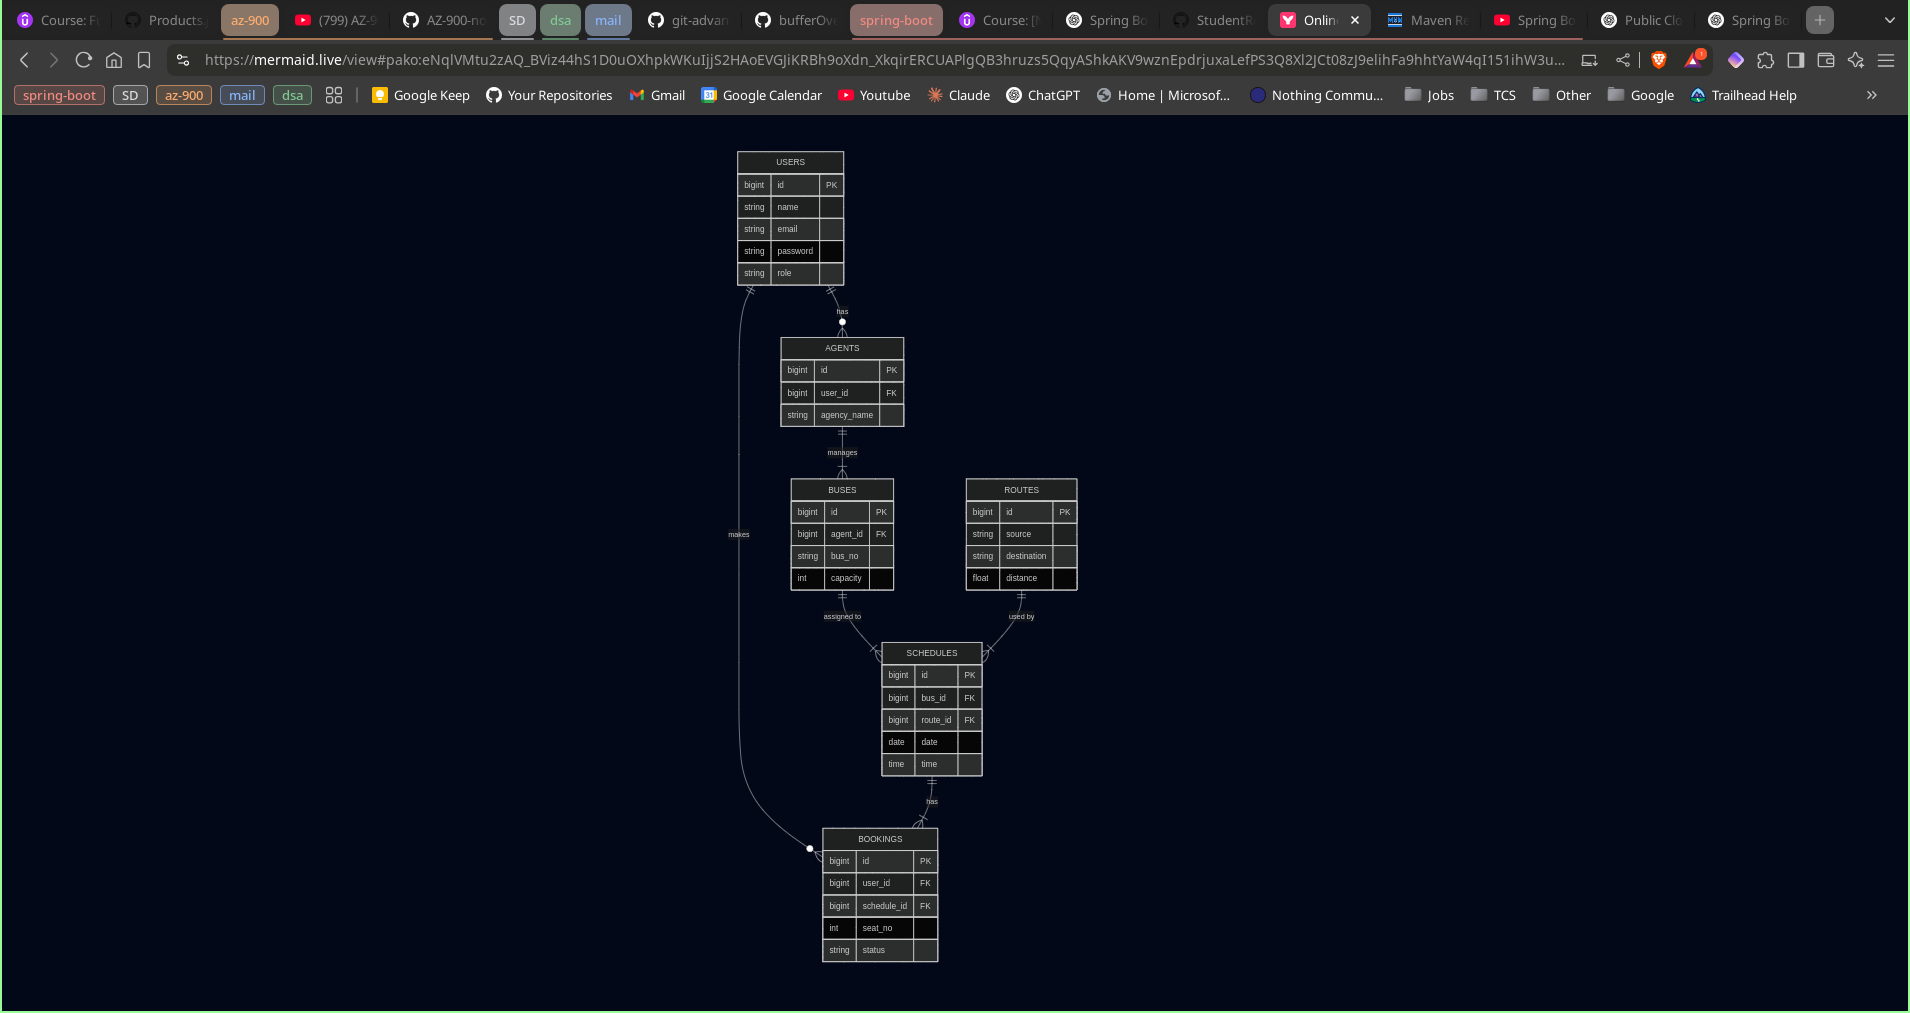 Course: F
Products.
az-900
(799) AZ-9
AZ-900-no
SD
dsa
mail
git-advan
bufferOve
spring-boot
Course: [N
Spring Bo
StudentR
Onlin
Maven Re
Spring Bo
Public Clo
Spring Bo
https://mermaid.live/view#pako:eNqlVMtu2zAQ_BViz44hS1D0uOXhpkWKuIjjS2HAoEVGJiKRBh9oXdn_XkqirERCUAPlgQB3hruzs5QqyAShkAKV9wznEpdrjuxaLefPS3Q8Xl2JCt08zJ9elihFa9hhtYaW4qI151ihW3u...
spring-boot
SD
az-900
mail
dsa
Google Keep
Your Repositories
Gmail
Google Calendar
Youtube
Claude
ChatGPT
Home | Microsof...
Nothing Commu...
Jobs
TCS
Other
Google
Trailhead Help
USERS
bigint id PK
string name
string email
string password
string role
has
AGENTS
bigint id PK
bigint user_id FK
string agency_name
manages
BUSES
bigint id PK
bigint agent_id FK
string bus_no
int capacity
ROUTES
bigint id PK
string source
string destination
float distance
makes
assigned to
used by
SCHEDULES
bigint id PK
bigint bus_id FK
bigint route_id FK
date date
time time
has
BOOKINGS
bigint id PK
bigint user_id FK
bigint schedule_id FK
int seat_no
string status